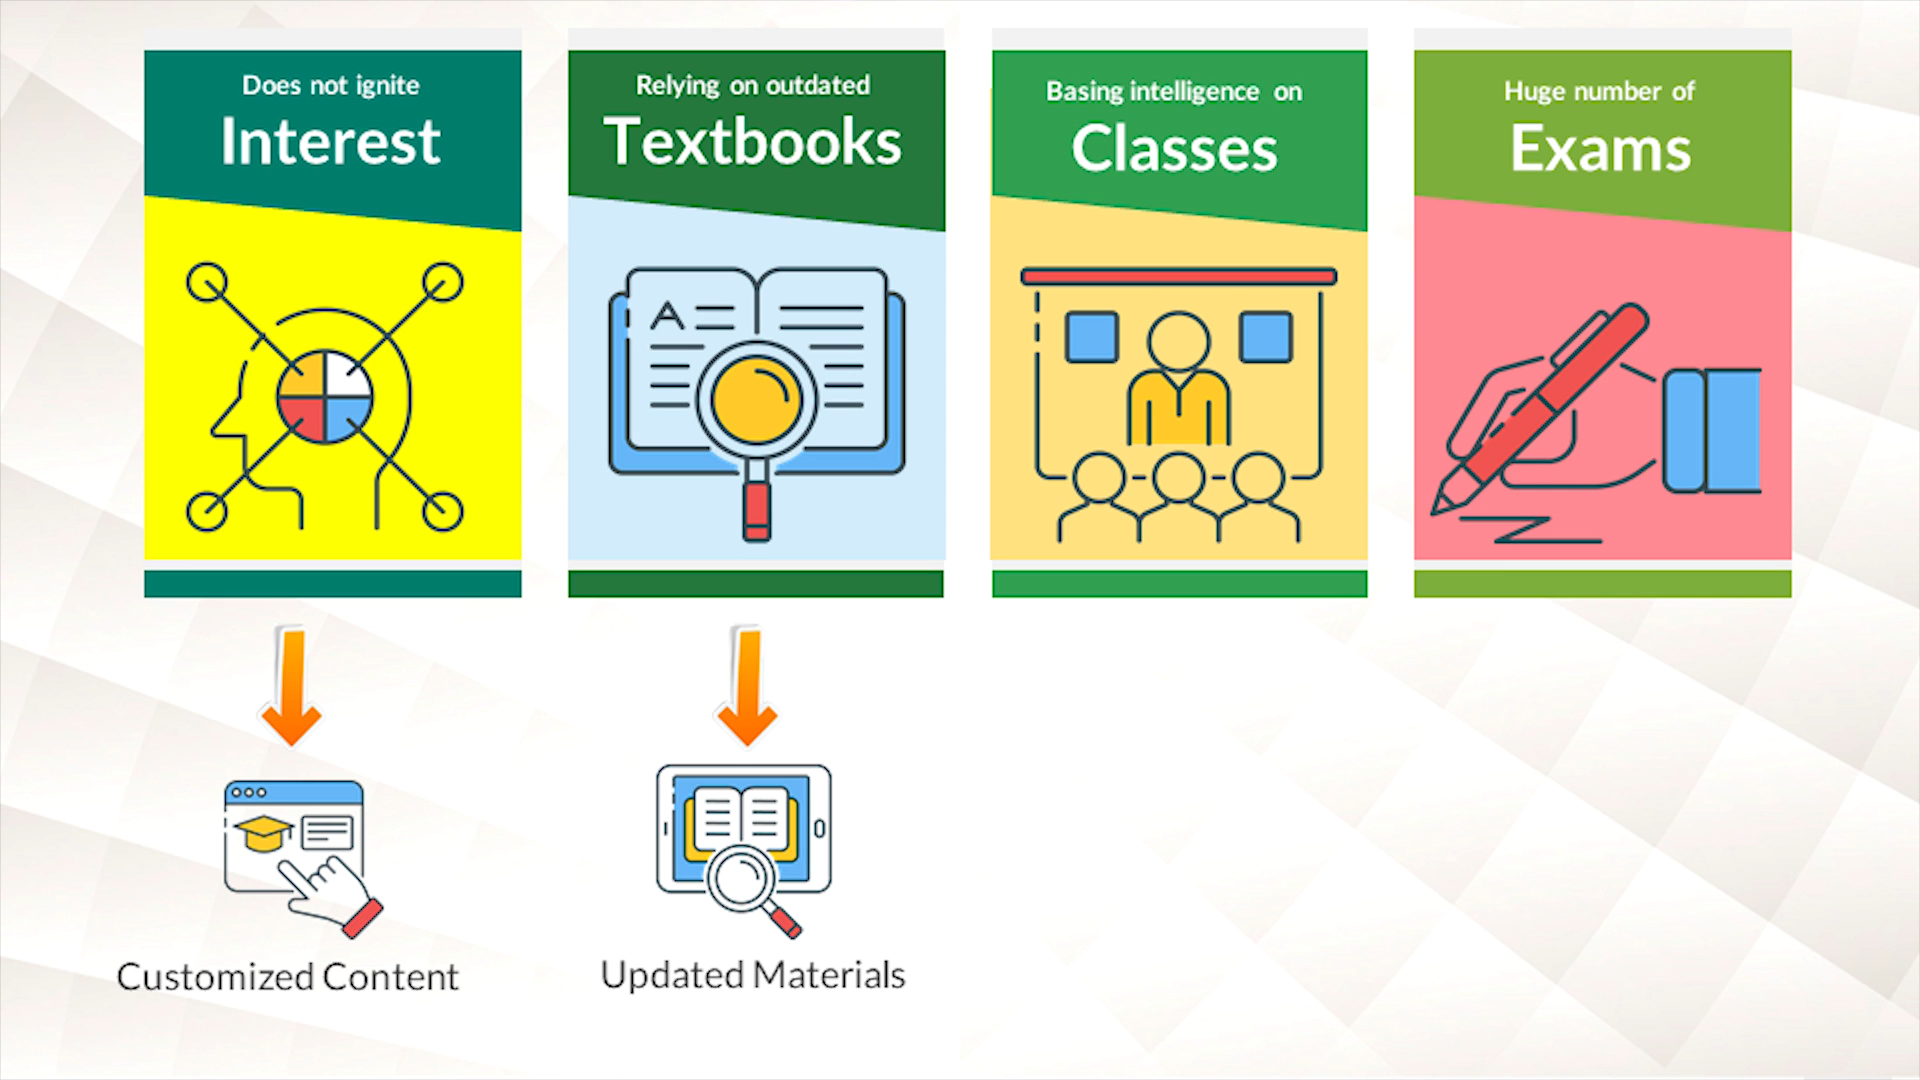 Does not ignite
Interest
Relying on outdated
Textbooks
Basing intelligence on
Classes
Huge number of
Exams
A
Customized Content
Updated Materials